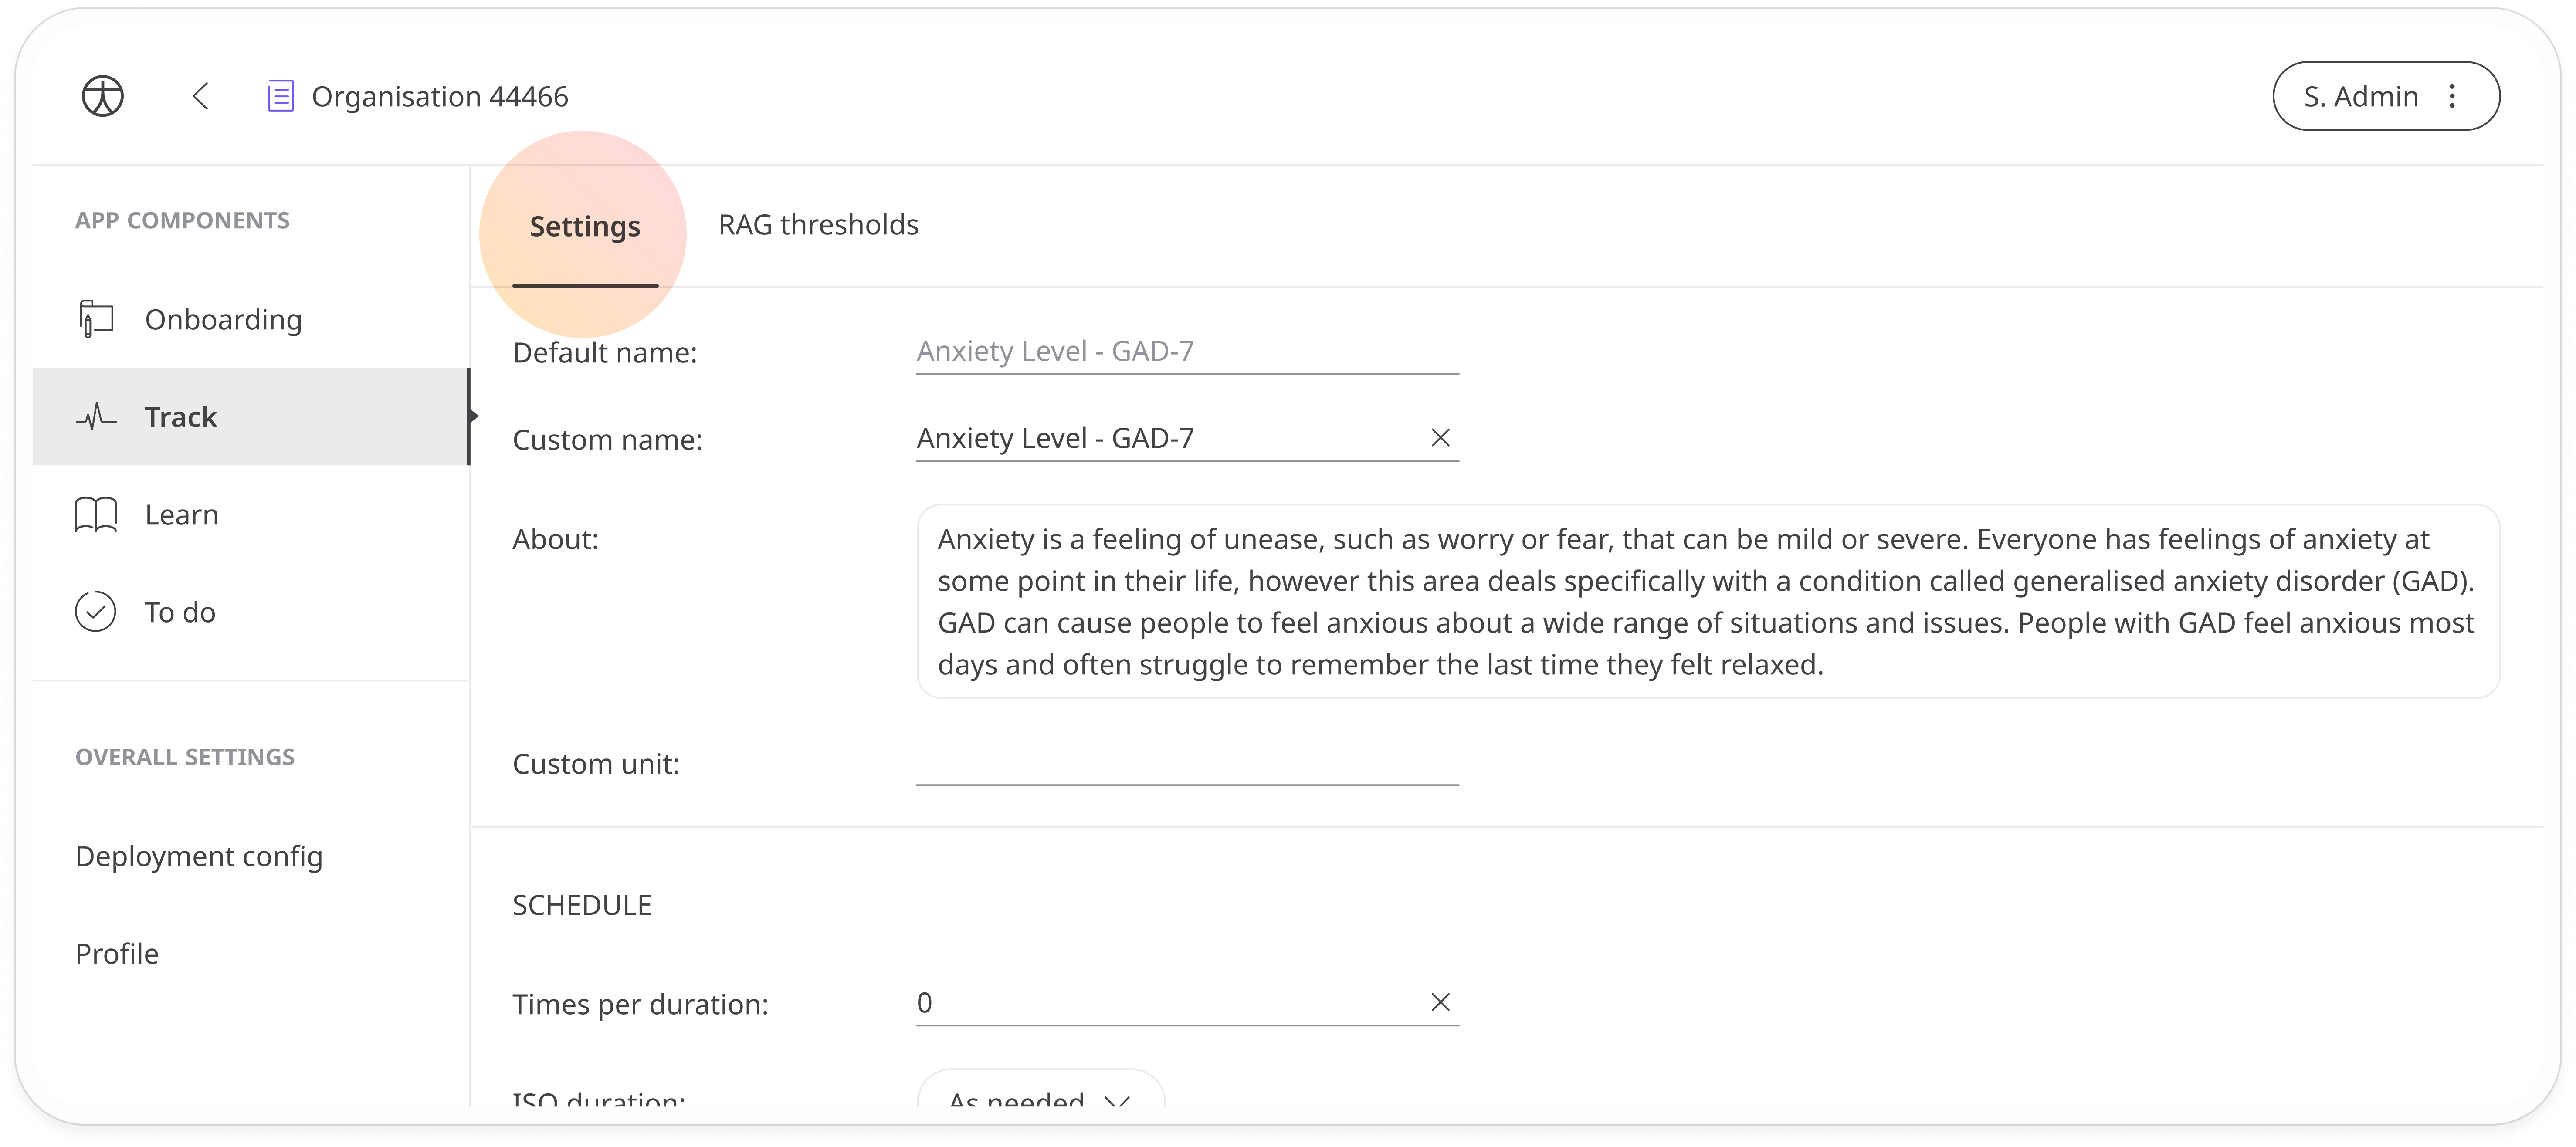 Organisation 44466
S. Admin
APP COMPONENTS
Onboarding
Track
Learn
To do
OVERALL SETTINGS
Deployment config
Profile
Settings
RAG thresholds
Default name:
Anxiety Level - GAD-7
Custom name:
Anxiety Level - GAD-7
About:
Anxiety is a feeling of unease, such as worry or fear, that can be mild or severe. Everyone has feelings of anxiety at
some point in their life, however this area deals specifically with a condition called generalised anxiety disorder (GAD).
GAD can cause people to feel anxious about a wide range of situations and issues. People with GAD feel anxious most
days and often struggle to remember the last time they felt relaxed.
Custom unit:
SCHEDULE
Times per duration:
0
ISO duration:
As needed